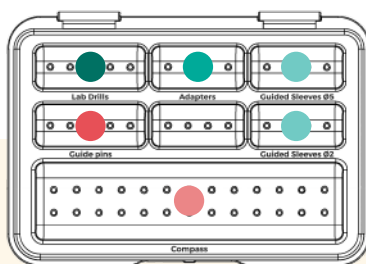 Lab Drills
Adapters
Guided Sleeves Ø5
Guide pins
Guided Sleeves Ø2
Compass